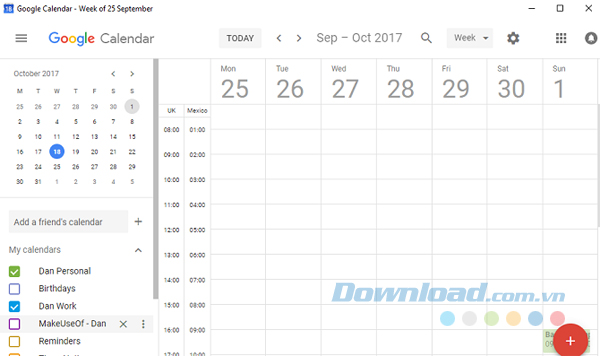 Google Calendar - Week of 25 September
Google Calendar
TODAY
Sep – Oct 2017
Week
October 2017
M T W T F S S
25 26 27 28 29 30 1
2 3 4 5 6 7 8
9 10 11 12 13 14 15
16 17 18 19 20 21 22
23 24 25 26 27 28 29
30 31 1 2 3 4 5
Add a friend's calendar +
My calendars
Dan Personal
Birthdays
Dan Work
MakeUseOf - Dan
Reminders
Mon Tue Wed Thu Fri Sat Sun
25 26 27 28 29 30 1
UK Mexico
08:00 01:00
09:00 02:00
10:00 03:00
11:00 04:00
12:00 05:00
13:00 06:00
14:00 07:00
15:00 08:00
16:00 09:00
17:00 10:00
Download.com.vn